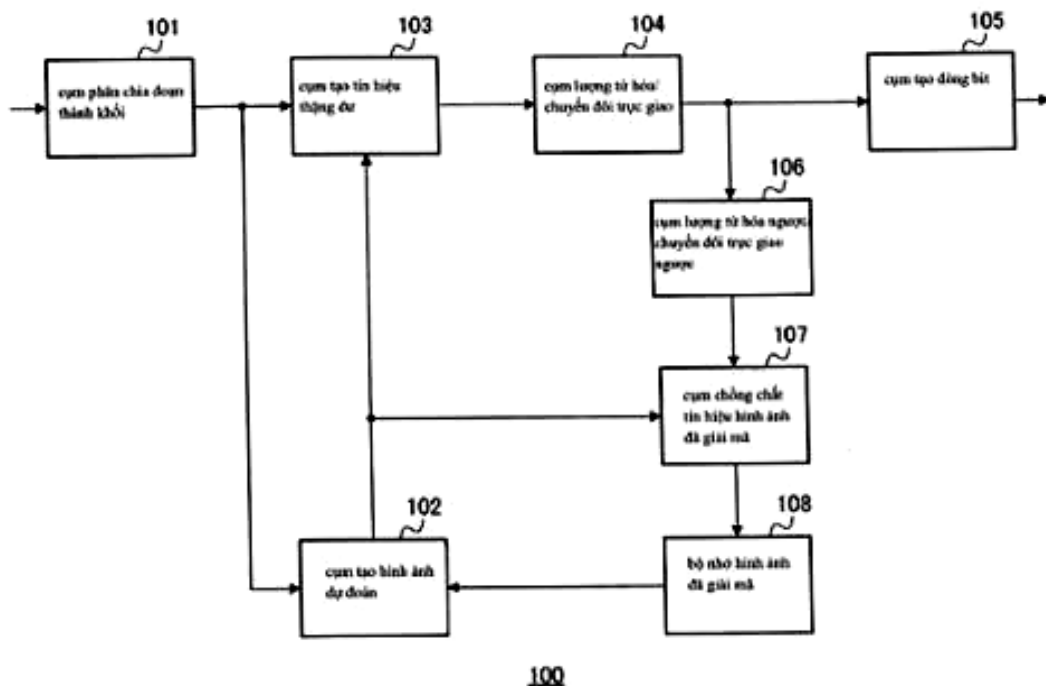 101
cụm phân chia đoạn
thành khối
103
cụm tạo tín hiệu
thặng dư
104
cụm lượng tử hóa/
chuyển đổi trực giao
105
cụm tạo dòng bit
106
cụm lượng tử hóa ngược/
chuyển đổi trực giao
ngược
107
cụm chồng chất
tín hiệu hình ảnh
đã giải mã
102
cụm tạo hình ảnh
dự đoán
108
bộ nhớ hình ảnh
đã giải mã
100